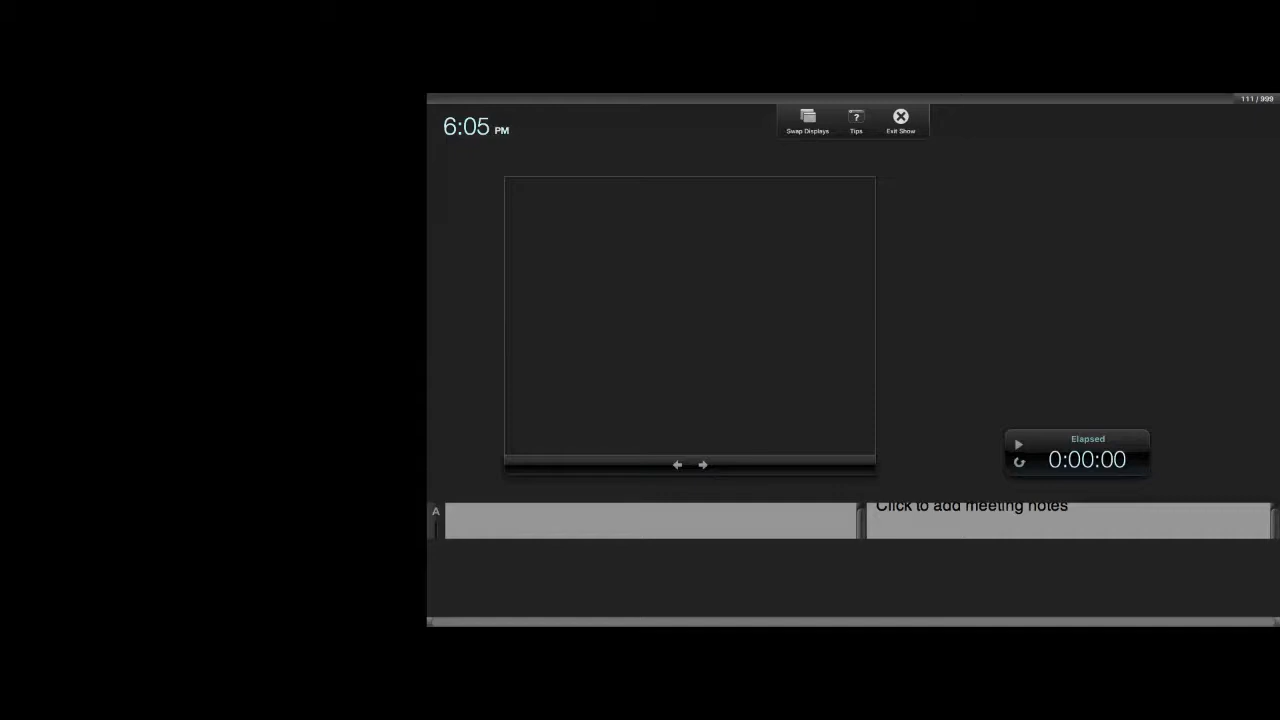 111 / 999
6:05 PM
Swap Displays
?
Tips
Exit Show
Elapsed
0:00:00
A
Click to add meeting notes